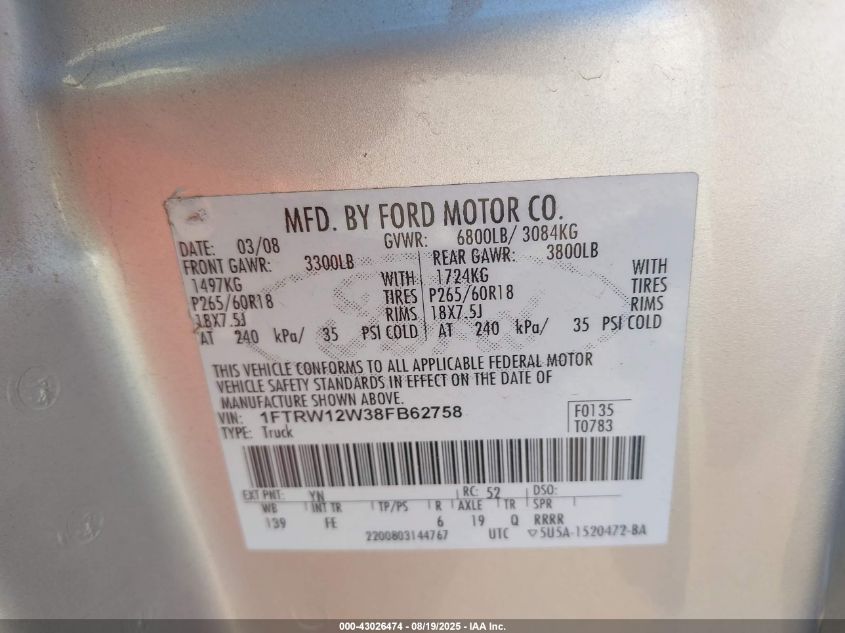 MFD. BY FORD MOTOR CO.
DATE: 03/08 GVWR: 6800LB/ 3084KG
FRONT GAWR: 3300LB REAR GAWR: 3800LB
1497KG WITH 1724KG WITH
P265/60R18 TIRES P265/60R18 TIRES
18X7.5J RIMS 18X7.5J RIMS
AT 240 kPa/ 35 PSI COLD AT 240 kPa/ 35 PSI COLD
THIS VEHICLE CONFORMS TO ALL APPLICABLE FEDERAL MOTOR
VEHICLE SAFETY STANDARDS IN EFFECT ON THE DATE OF
MANUFACTURE SHOWN ABOVE.
VIN: 1FTRW12W38FB62758 F0135
TYPE: Truck T0783
EXT PNT: YN RC: 52 DSO:
WB INT TR TP/PS R AXLE TR SPR
139 FE 6 19 Q RRRR
2200803144767 UTC ▽5U5A-1520472-BA
000-43026474 - 08/19/2025 - IAA Inc.